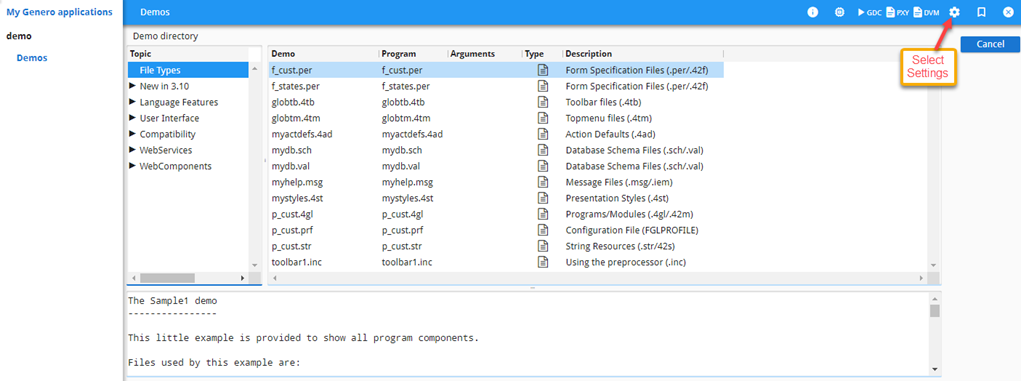 My Genero applications
Demos
GDC PXY DVM
demo
Demos
Demo directory
Cancel
Select
Settings
Topic
File Types
New in 3.10
Language Features
User Interface
Compatibility
WebServices
WebComponents
Demo Program Arguments Type Description
f_cust.per f_cust.per Form Specification Files (.per/.42f)
f_states.per f_states.per Form Specification Files (.per/.42f)
globtb.4tb globtb.4tb Toolbar files (.4tb)
globtm.4tm globtm.4tm Topmenu files (.4tm)
myactdefs.4ad myactdefs.4ad Action Defaults (.4ad)
mydb.sch mydb.sch Database Schema Files (.sch/.val)
mydb.val mydb.val Database Schema Files (.sch/.val)
myhelp.msg myhelp.msg Message Files (.msg/.iem)
mystyles.4st mystyles.4st Presentation Styles (.4st)
p_cust.4gl p_cust.4gl Programs/Modules (.4gl/.42m)
p_cust.prf p_cust.prf Configuration File (FGLPROFILE)
p_cust.str p_cust.str String Resources (.str/42s)
toolbar1.inc toolbar1.inc Using the preprocessor (.inc)
The Sample1 demo
----------------
This little example is provided to show all program components.
Files used by this example are: